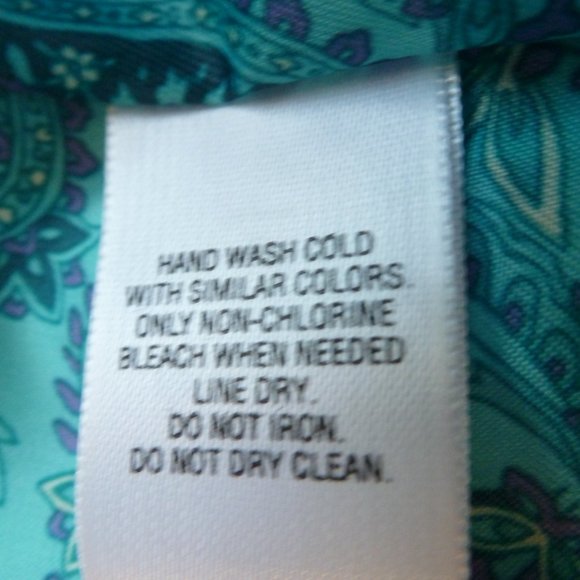 HAND WASH COLD
WITH SIMILAR COLORS.
ONLY NON-CHLORINE
BLEACH WHEN NEEDED
LINE DRY.
DO NOT IRON.
DO NOT DRY CLEAN.